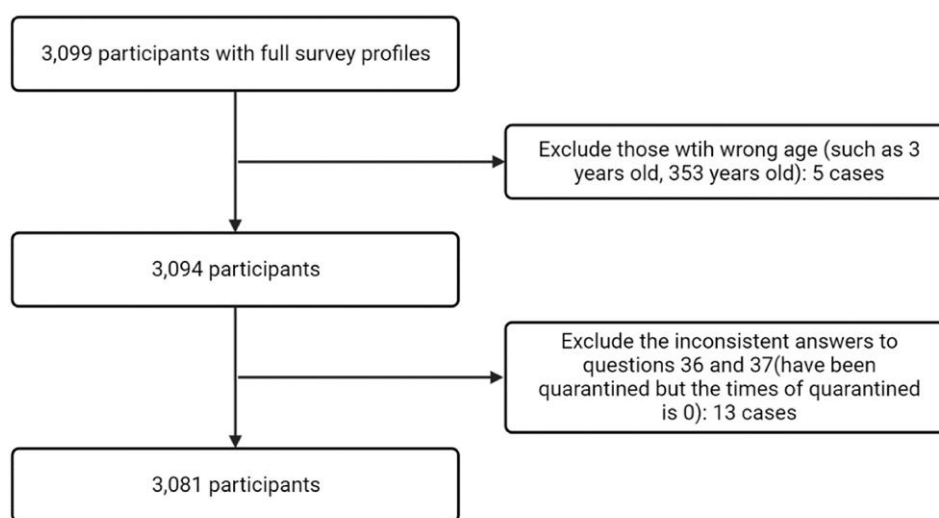 3,099 participants with full survey profiles
Exclude those wtih wrong age (such as 3
years old, 353 years old): 5 cases
3,094 participants
Exclude the inconsistent answers to
questions 36 and 37(have been
quarantined but the times of quarantined
is 0): 13 cases
3,081 participants